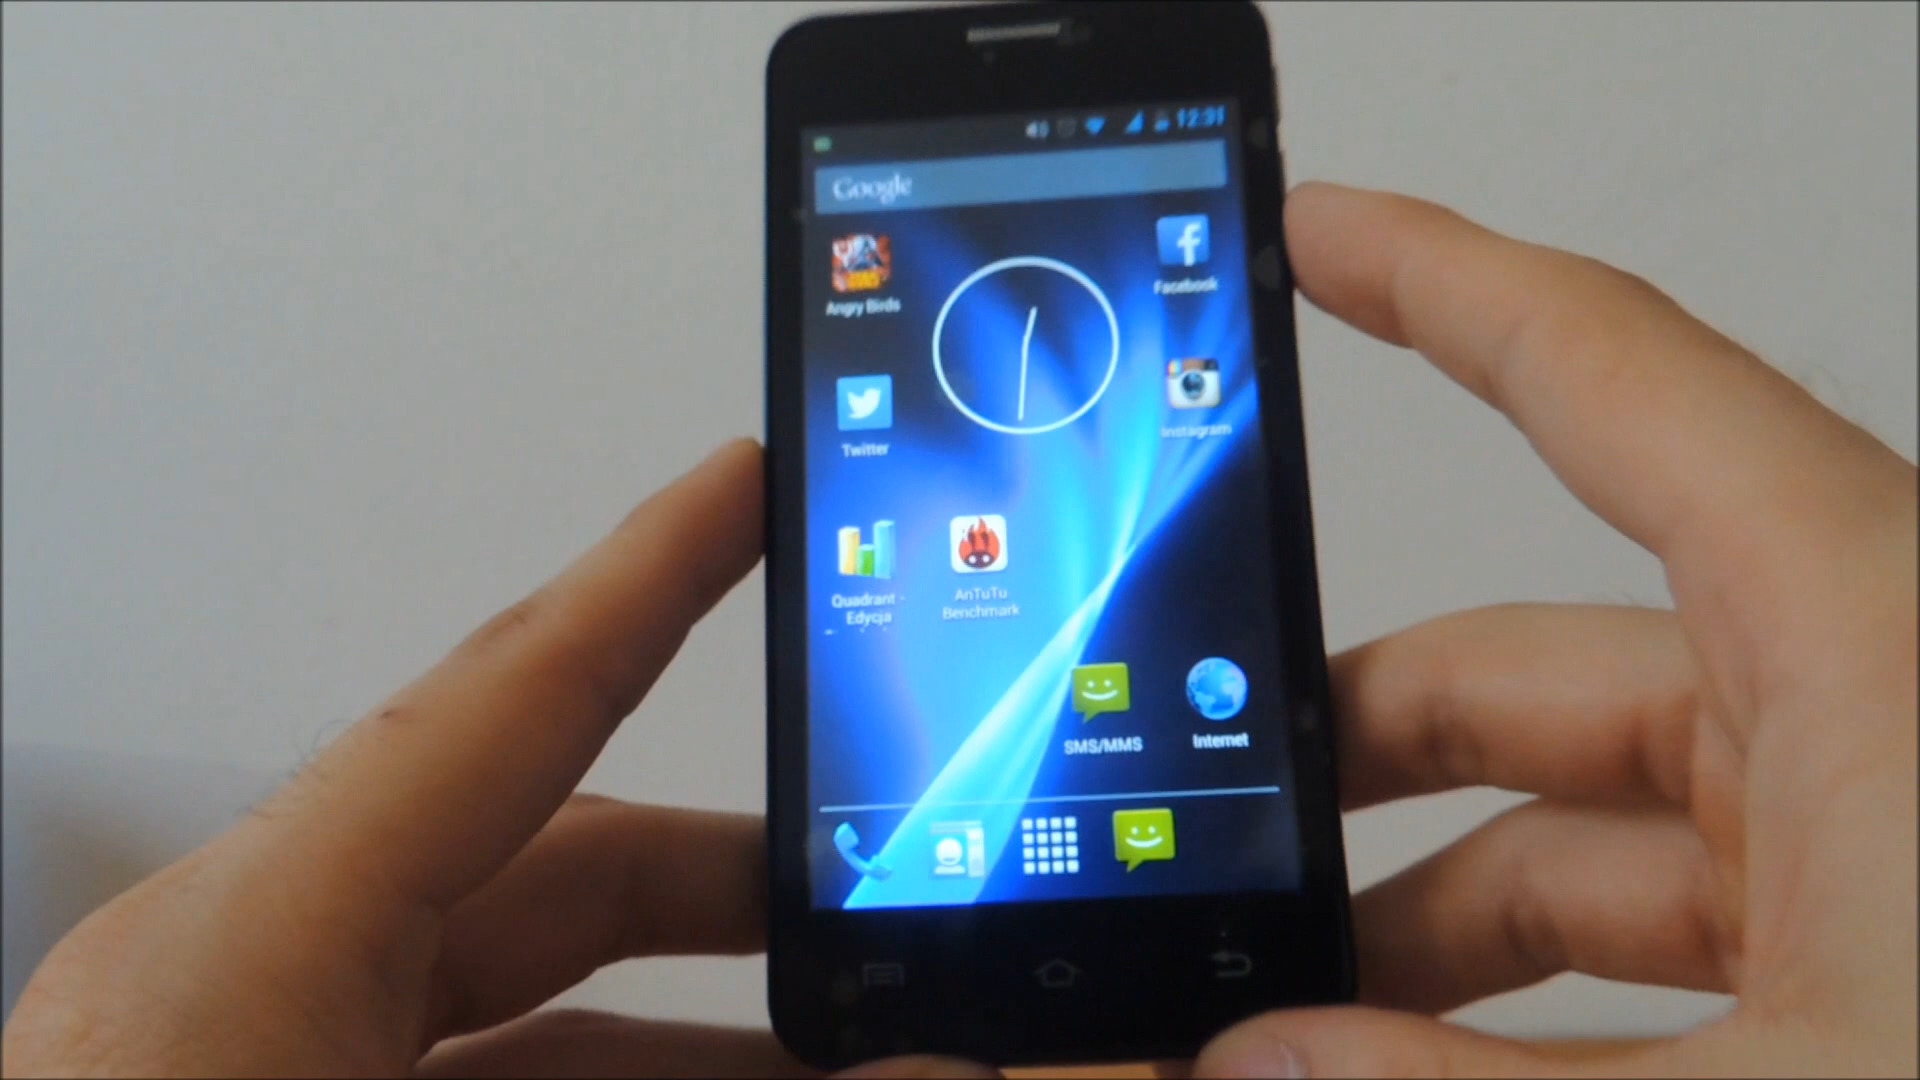 12:31
Google
Angry Birds
Facebook
Twitter
Instagram
Quadrant -
Edycja
AnTuTu
Benchmark
SMS/MMS
Internet